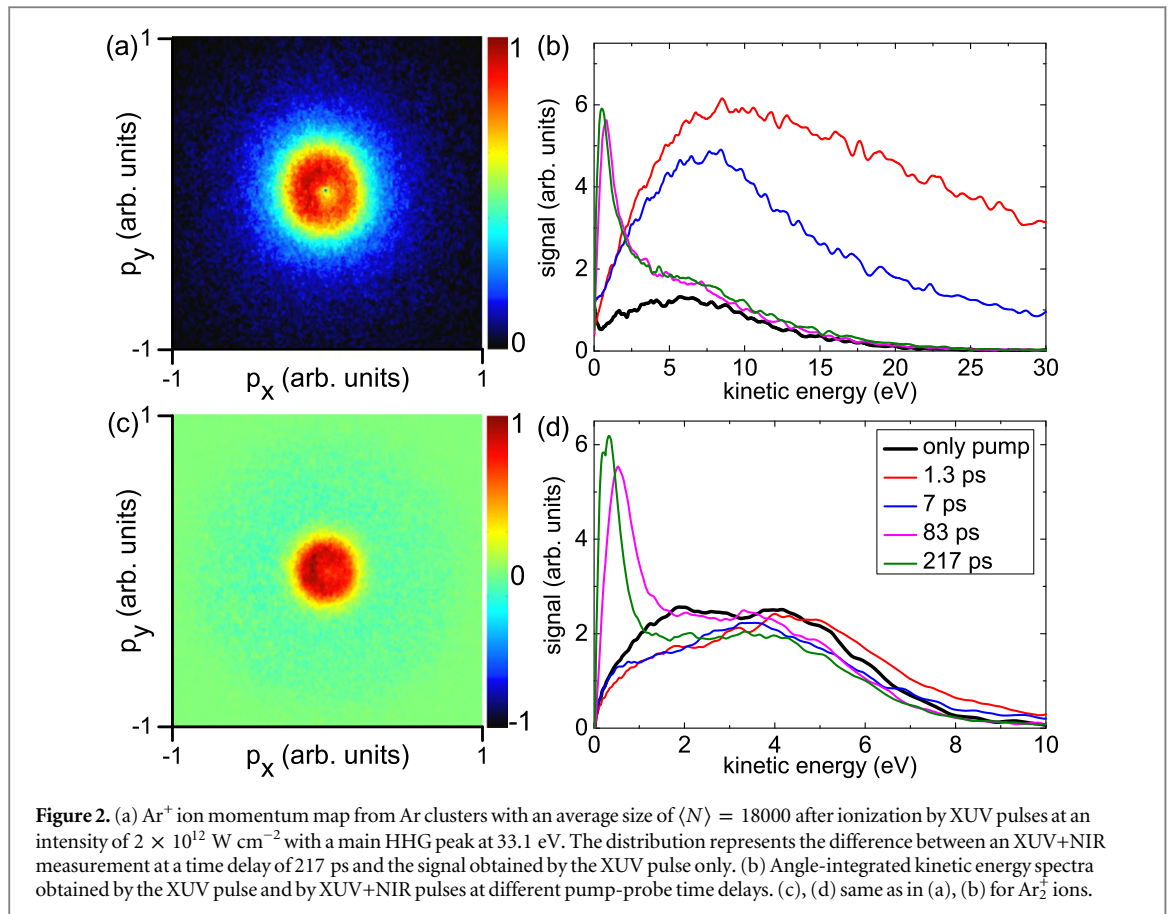 (a)
1
1
p_y (arb. units)
0
-1
-1
1
p_x (arb. units)
(b)
signal (arb. units)
6
4
2
0
0 5 10 15 20 25 30
kinetic energy (eV)
(c)
1
1
p_y (arb. units)
0
-1
-1
-1
1
p_x (arb. units)
(d)
signal (arb. units)
6
4
2
0
only pump
1.3 ps
7 ps
83 ps
217 ps
0 2 4 6 8 10
kinetic energy (eV)
Figure 2. (a) Ar⁺ ion momentum map from Ar clusters with an average size of ⟨N⟩ = 18000 after ionization by XUV pulses at an
intensity of 2 × 10¹² W cm⁻² with a main HHG peak at 33.1 eV. The distribution represents the difference between an XUV+NIR
measurement at a time delay of 217 ps and the signal obtained by the XUV pulse only. (b) Angle-integrated kinetic energy spectra
obtained by the XUV pulse and by XUV+NIR pulses at different pump-probe time delays. (c), (d) same as in (a), (b) for Ar₂⁺ ions.